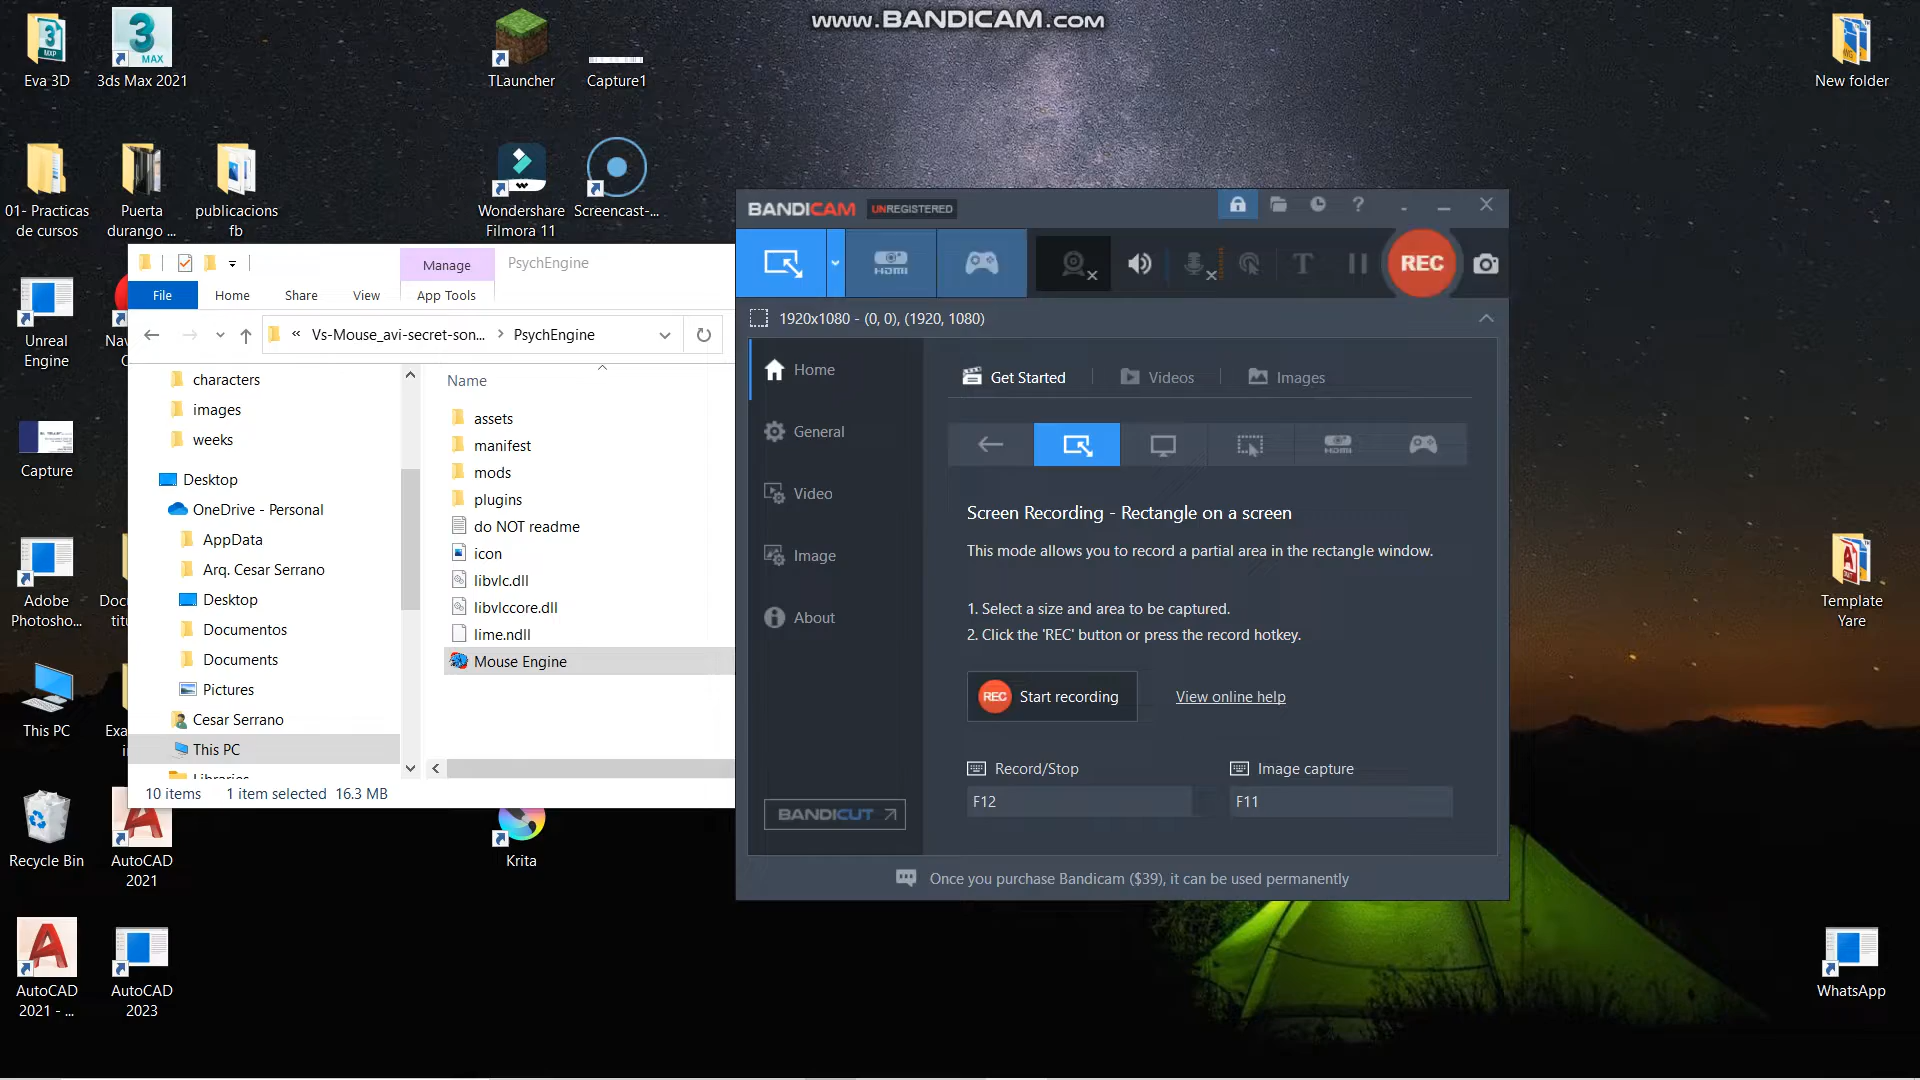 www.BANDICAM.com
Eva 3D
3ds Max 2021
TLauncher
Capture1
New folder
01- Practicas
de cursos
Puerta
durango ...
publicacions
fb
Wondershare
Filmora 11
Screencast-...
Unreal
Engine
Capture
Adobe
Photosho...
This PC
Recycle Bin
AutoCAD
2021
Krita
AutoCAD
2021 - ...
AutoCAD
2023
Template
Yare
WhatsApp
Manage
PsychEngine
File
Home
Share
View
App Tools
« Vs-Mouse_avi-secret-son... > PsychEngine
characters
images
weeks
Desktop
OneDrive - Personal
AppData
Arq. Cesar Serrano
Desktop
Documentos
Documents
Pictures
Cesar Serrano
This PC
Libraries
Name
assets
manifest
mods
plugins
do NOT readme
icon
libvlc.dll
libvlccore.dll
lime.ndll
Mouse Engine
10 items
1 item selected 16.3 MB
BANDICAM UNREGISTERED
HDMI
T
REC
1920x1080 - (0, 0), (1920, 1080)
Home
General
Video
Image
About
BANDICUT
Get Started
Videos
Images
HDMI
Screen Recording - Rectangle on a screen
This mode allows you to record a partial area in the rectangle window.
1. Select a size and area to be captured.
2. Click the 'REC' button or press the record hotkey.
REC Start recording
View online help
Record/Stop
F12
Image capture
F11
Once you purchase Bandicam ($39), it can be used permanently